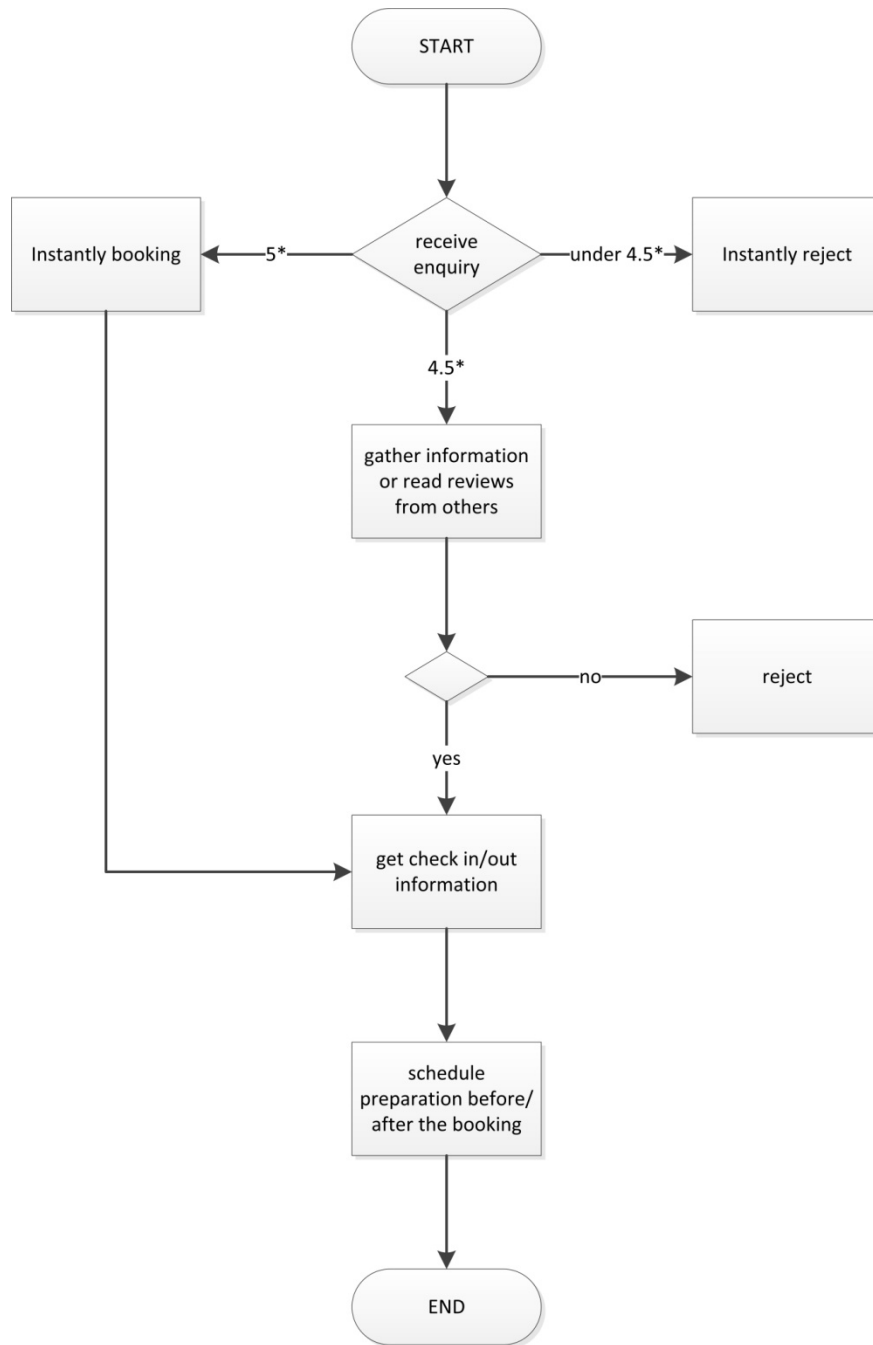 START
receive
enquiry
5*
Instantly booking
under 4.5*
Instantly reject
4.5*
gather information
or read reviews
from others
no
reject
yes
get check in/out
information
schedule
preparation before/
after the booking
END